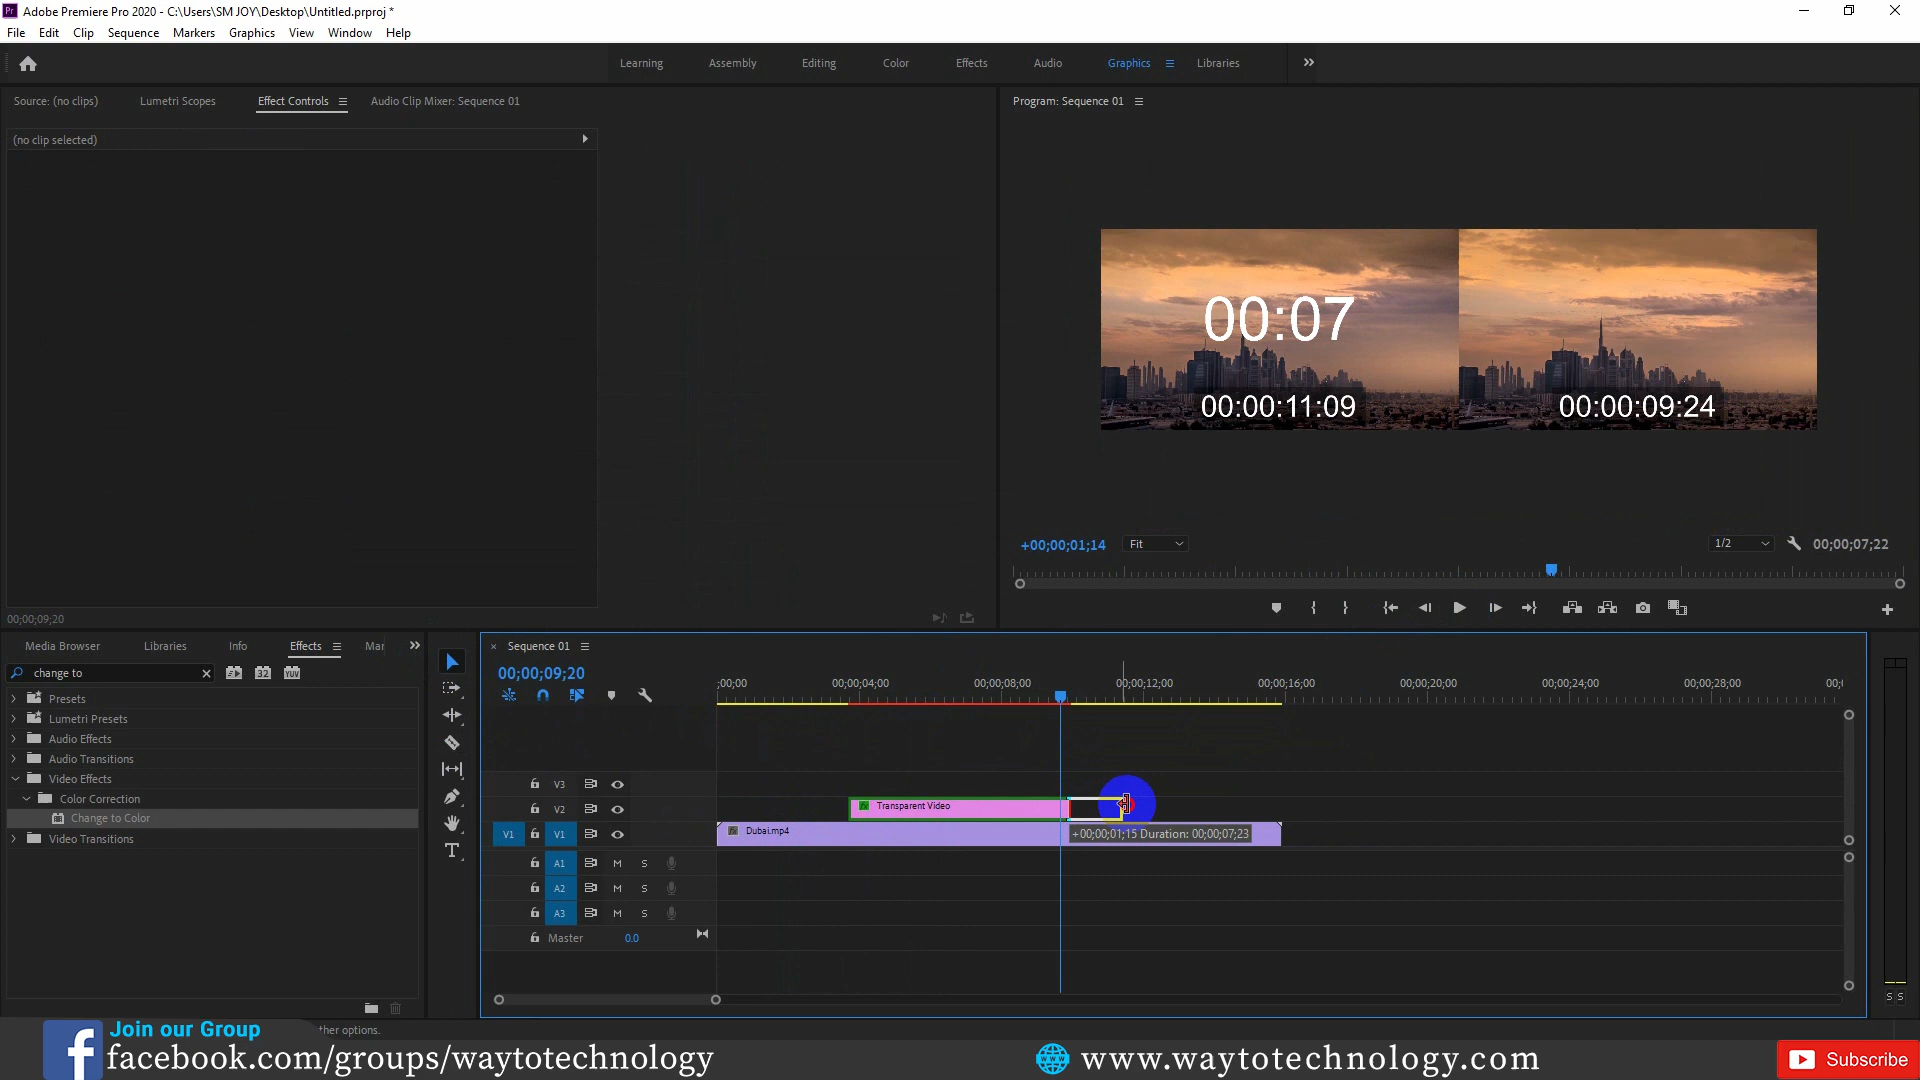 Adobe Premiere Pro 2020 - C:\Users\SM JOY\Desktop\Untitled.prproj *
File Edit Clip Sequence Markers Graphics View Window Help
Learning Assembly Editing Color Effects Audio Graphics Libraries
Source: (no clips) Lumetri Scopes Effect Controls Audio Clip Mixer: Sequence 01
Program: Sequence 01
(no clip selected)
00:07
00:00:11:09 00:00:09:24
+00;00;01;14 Fit 1/2 00;00;07;22
00;00;09;20
Media Browser Libraries Info Effects Mar
change to
32 YUV
Presets
Lumetri Presets
Audio Effects
Audio Transitions
Video Effects
Color Correction
Change to Color
Video Transitions
Sequence 01
00;00;09;20
;00;00 00;00;04;00 00;00;08;00 00;00;12;00 00;00;16;00 00;00;20;00 00;00;24;00 00;00;28;00 00;
V3
V2 Transparent Video
V1 V1 Dubai.mp4
+00;00;01;15 Duration: 00;00;07;23
A1 M S
A2 M S
A3 M S
Master 0.0
S S
Join our Group
ther options.
facebook.com/groups/waytotechnology
www.waytotechnology.com
Subscribe